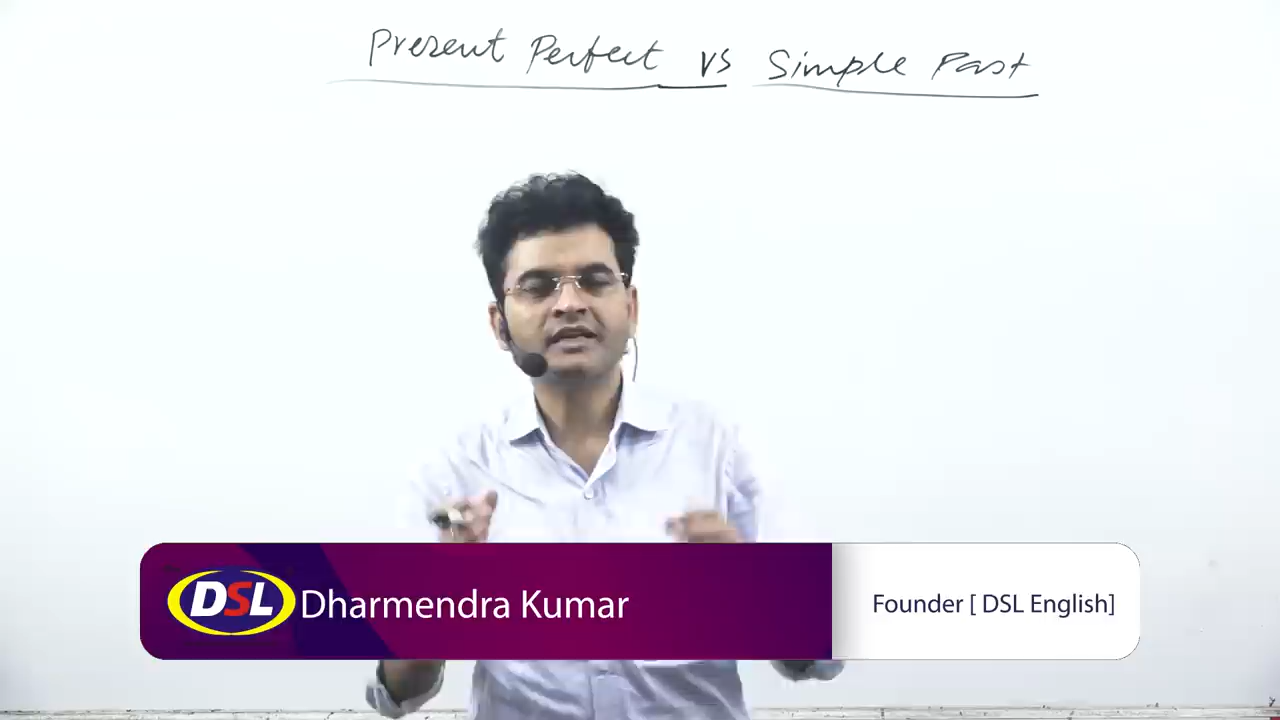 Present Perfect vs Simple Past
DSL Dharmendra Kumar
Founder [ DSL English]